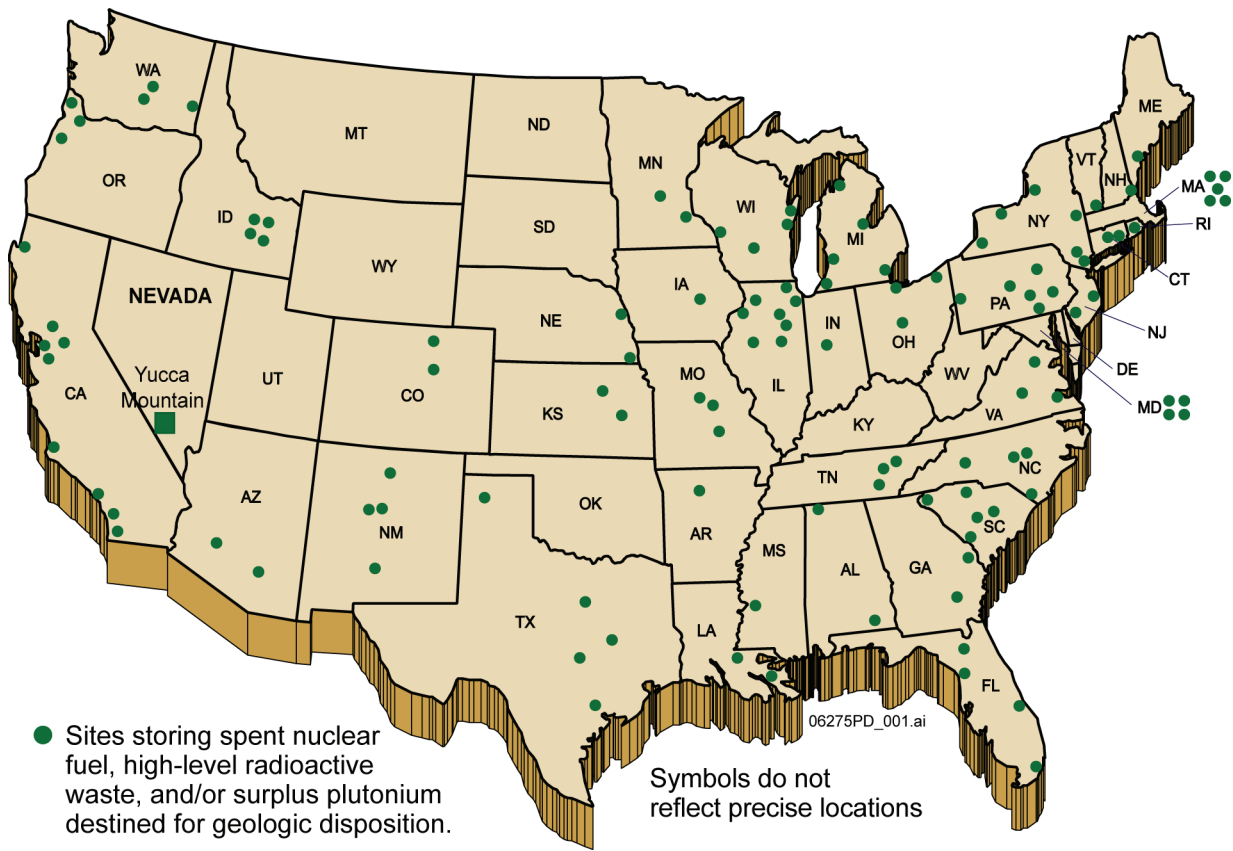 WA
MT
ND
MN
ME
VT
NH
MA
OR
ID
SD
WI
NY
MI
RI
WY
IA
CT
NEVADA
NE
PA
NJ
IN
OH
Yucca
Mountain
UT
CO
MO
IL
WV
DE
CA
KS
VA
MD
KY
TN
NC
AZ
NM
OK
AR
SC
MS
AL
GA
TX
LA
FL
06275PD_001.ai
Sites storing spent nuclear
fuel, high-level radioactive
waste, and/or surplus plutonium
destined for geologic disposition.
Symbols do not
reflect precise locations